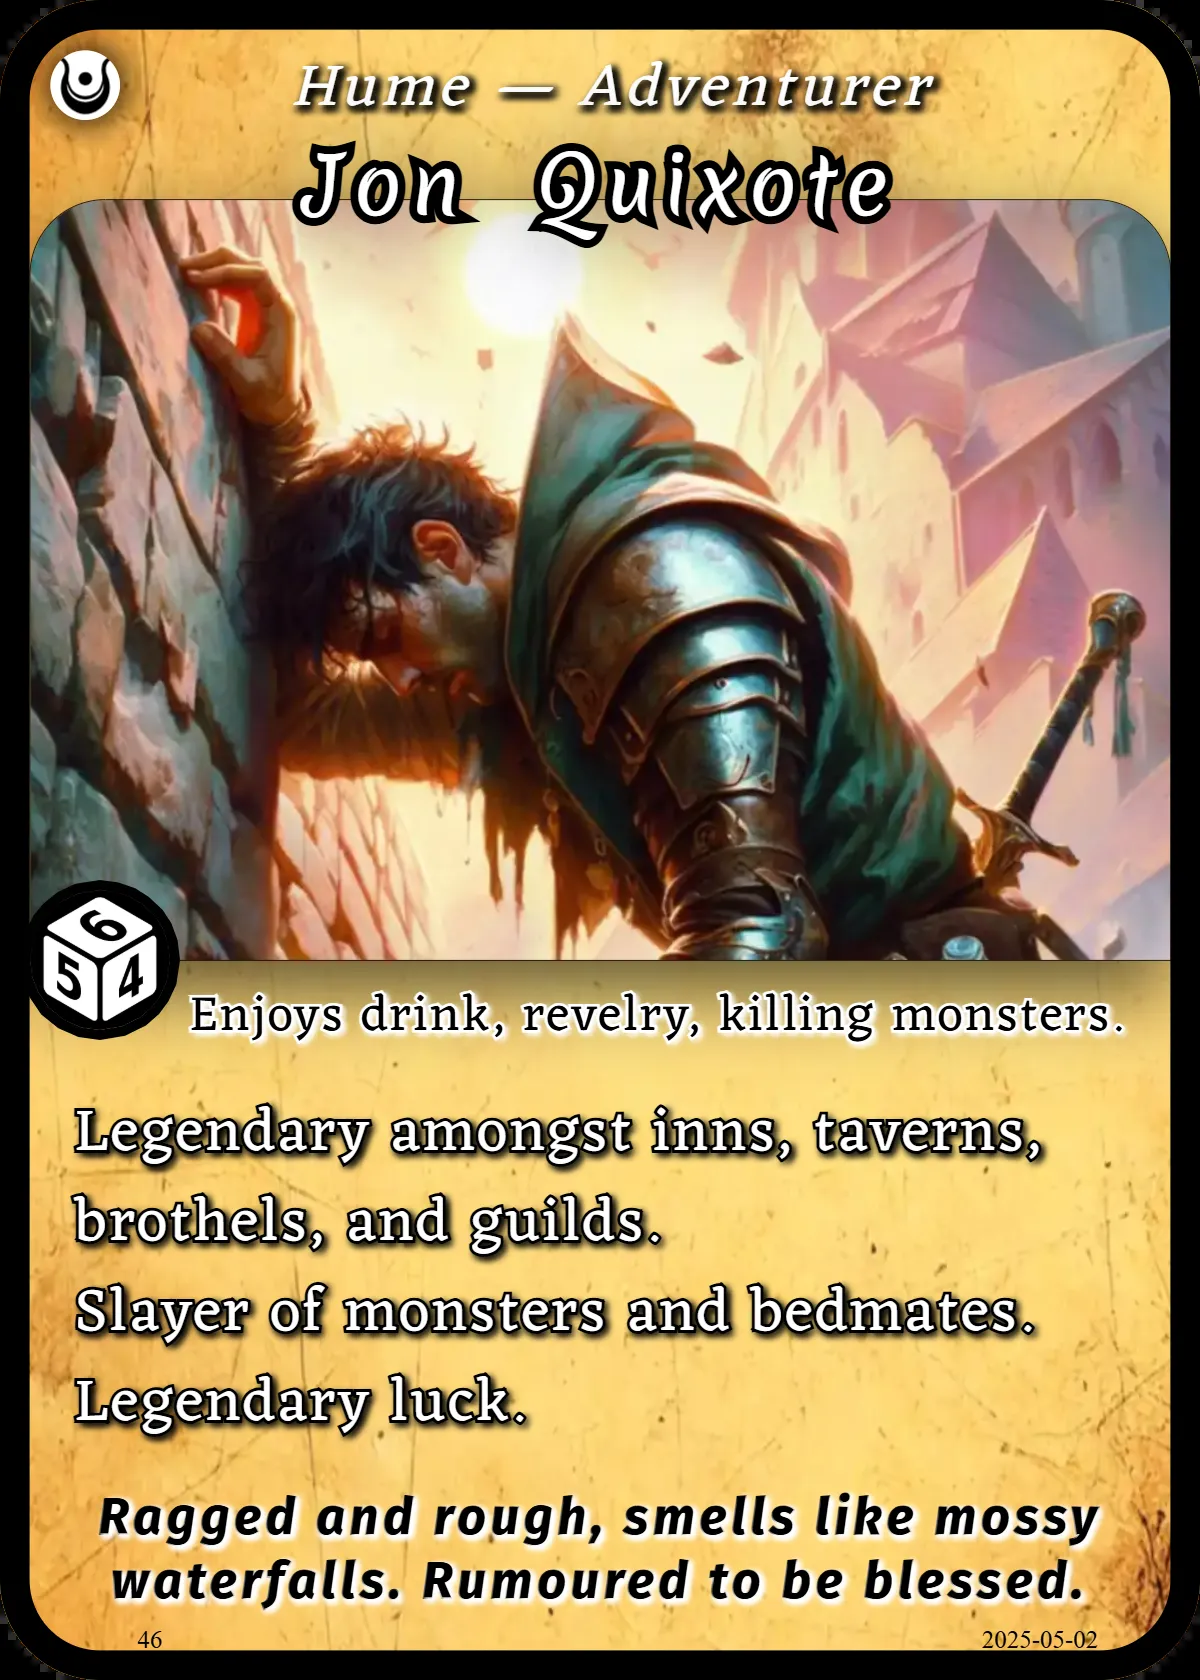 Hume — Adventurer
Jon Quixote
6
5 4
Enjoys drink, revelry, killing monsters.
Legendary amongst inns, taverns,
brothels, and guilds.
Slayer of monsters and bedmates.
Legendary luck.
Ragged and rough, smells like mossy
waterfalls. Rumoured to be blessed.
46 2025-05-02